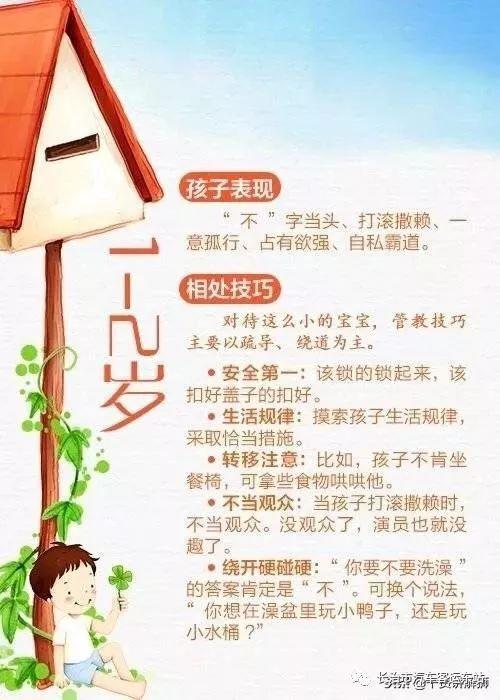 1-2岁
孩子表现
“不”字当头、打滚撒赖、一
意孤行、占有欲强、自私霸道。
相处技巧
对待这么小的宝宝，管教技巧
主要以疏导、绕道为主。
• 安全第一：该锁的锁起来，该
扣好盖子的扣好。
• 生活规律：摸索孩子生活规律，
采取恰当措施。
• 转移注意：比如，孩子不肯坐
餐椅，可拿些食物哄哄他。
• 不当观众：当孩子打滚撒赖时，
不当观众。没观众了，演员也就没
趣了。
• 绕开硬碰硬：“你要不要洗澡”
的答案肯定是“不”。可换个说法，
“你想在澡盆里玩小鸭子，还是玩
小水桶？”
长治市汽车客运东站